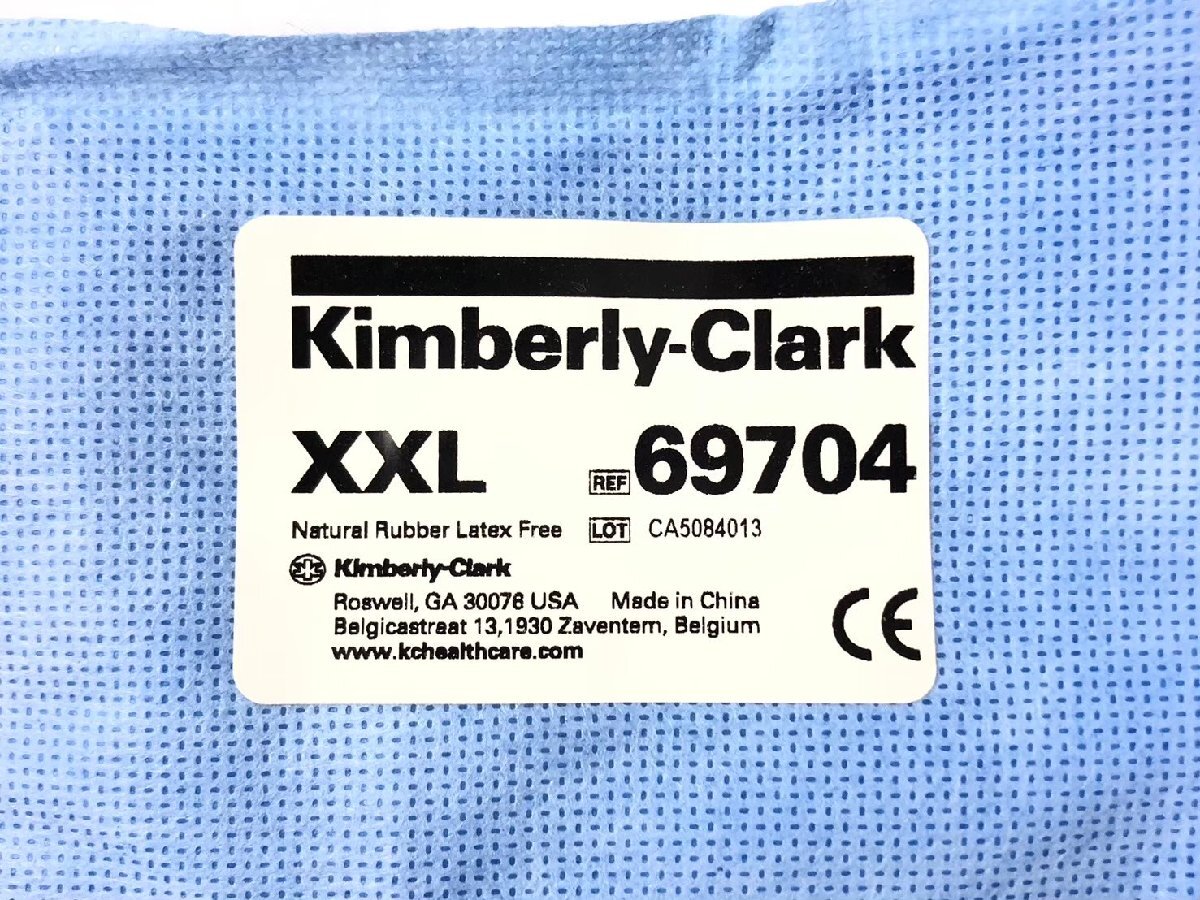 Kimberly-Clark
XXL REF 69704
Natural Rubber Latex Free LOT CA5084013
Kimberly-Clark
Roswell, GA 30076 USA Made in China
Belgicastraat 13,1930 Zaventem, Belgium
www.kchealthcare.com
CE